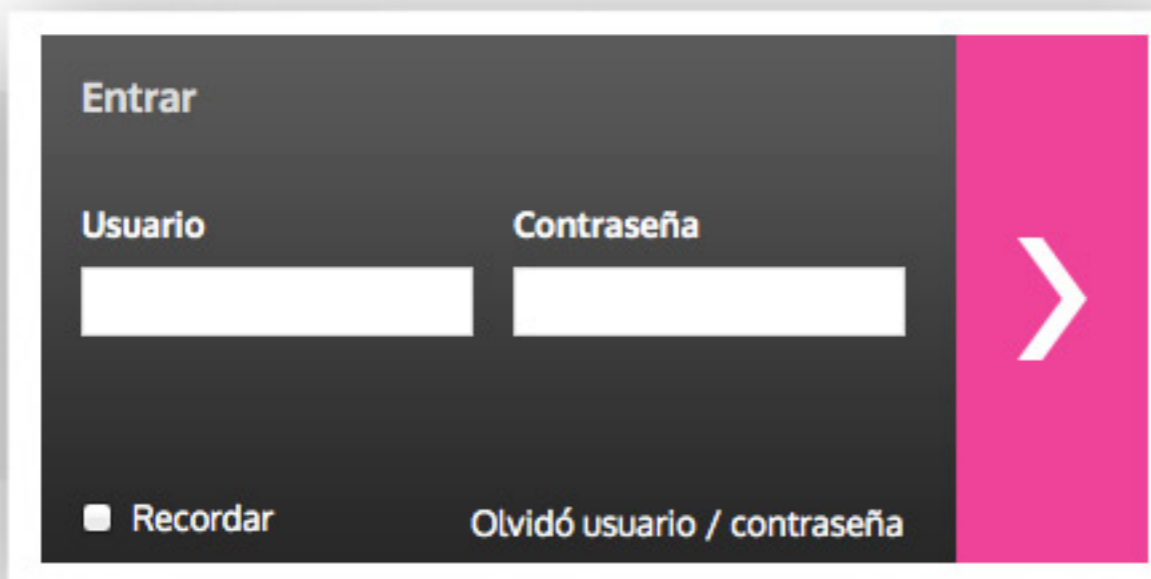 Entrar
Usuario
Contraseña
Recordar
Olvidó usuario / contraseña